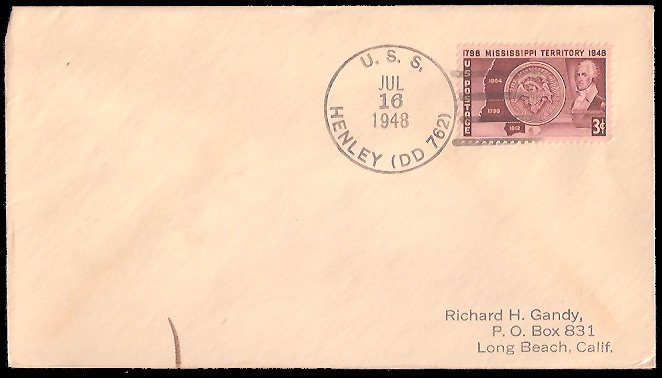 U. S. S.
JUL
16
1948
HENLEY (DD 762)
1798 MISSISSIPPI TERRITORY 1948
U S POSTAGE
1804
1798
1812
3¢
Richard H. Gandy,
P. O. Box 831
Long Beach, Calif.